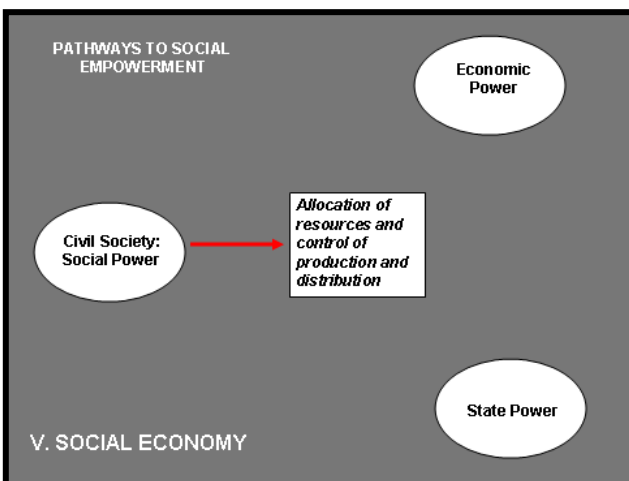 PATHWAYS TO SOCIAL
EMPOWERMENT
Economic
Power
Allocation of
resources and
control of
production and
distribution
Civil Society:
Social Power
State Power
V. SOCIAL ECONOMY